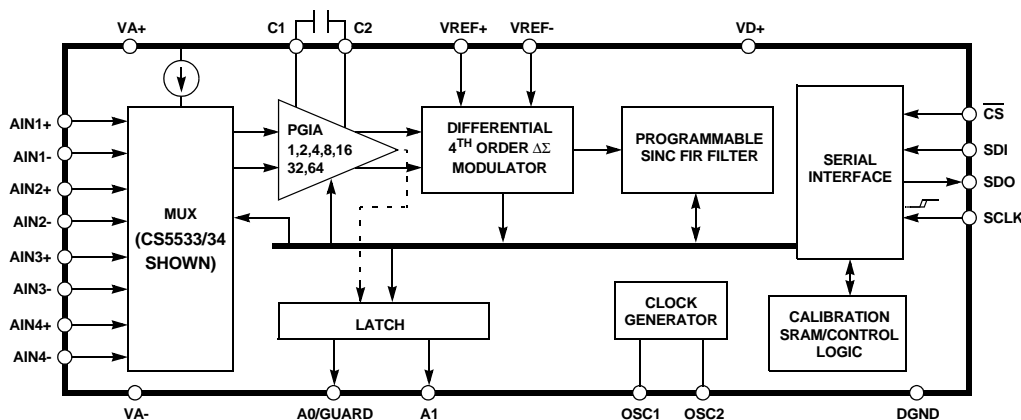 VA+
C1
C2
VREF+
VREF-
VD+
AIN1+
AIN1-
AIN2+
AIN2-
AIN3+
AIN3-
AIN4+
AIN4-
MUX
(CS5533/34
SHOWN)
PGIA
1,2,4,8,16
32,64
DIFFERENTIAL
4TH ORDER ΔΣ
MODULATOR
PROGRAMMABLE
SINC FIR FILTER
SERIAL
INTERFACE
CS
SDI
SDO
SCLK
LATCH
CLOCK
GENERATOR
CALIBRATION
SRAM/CONTROL
LOGIC
VA-
A0/GUARD
A1
OSC1
OSC2
DGND